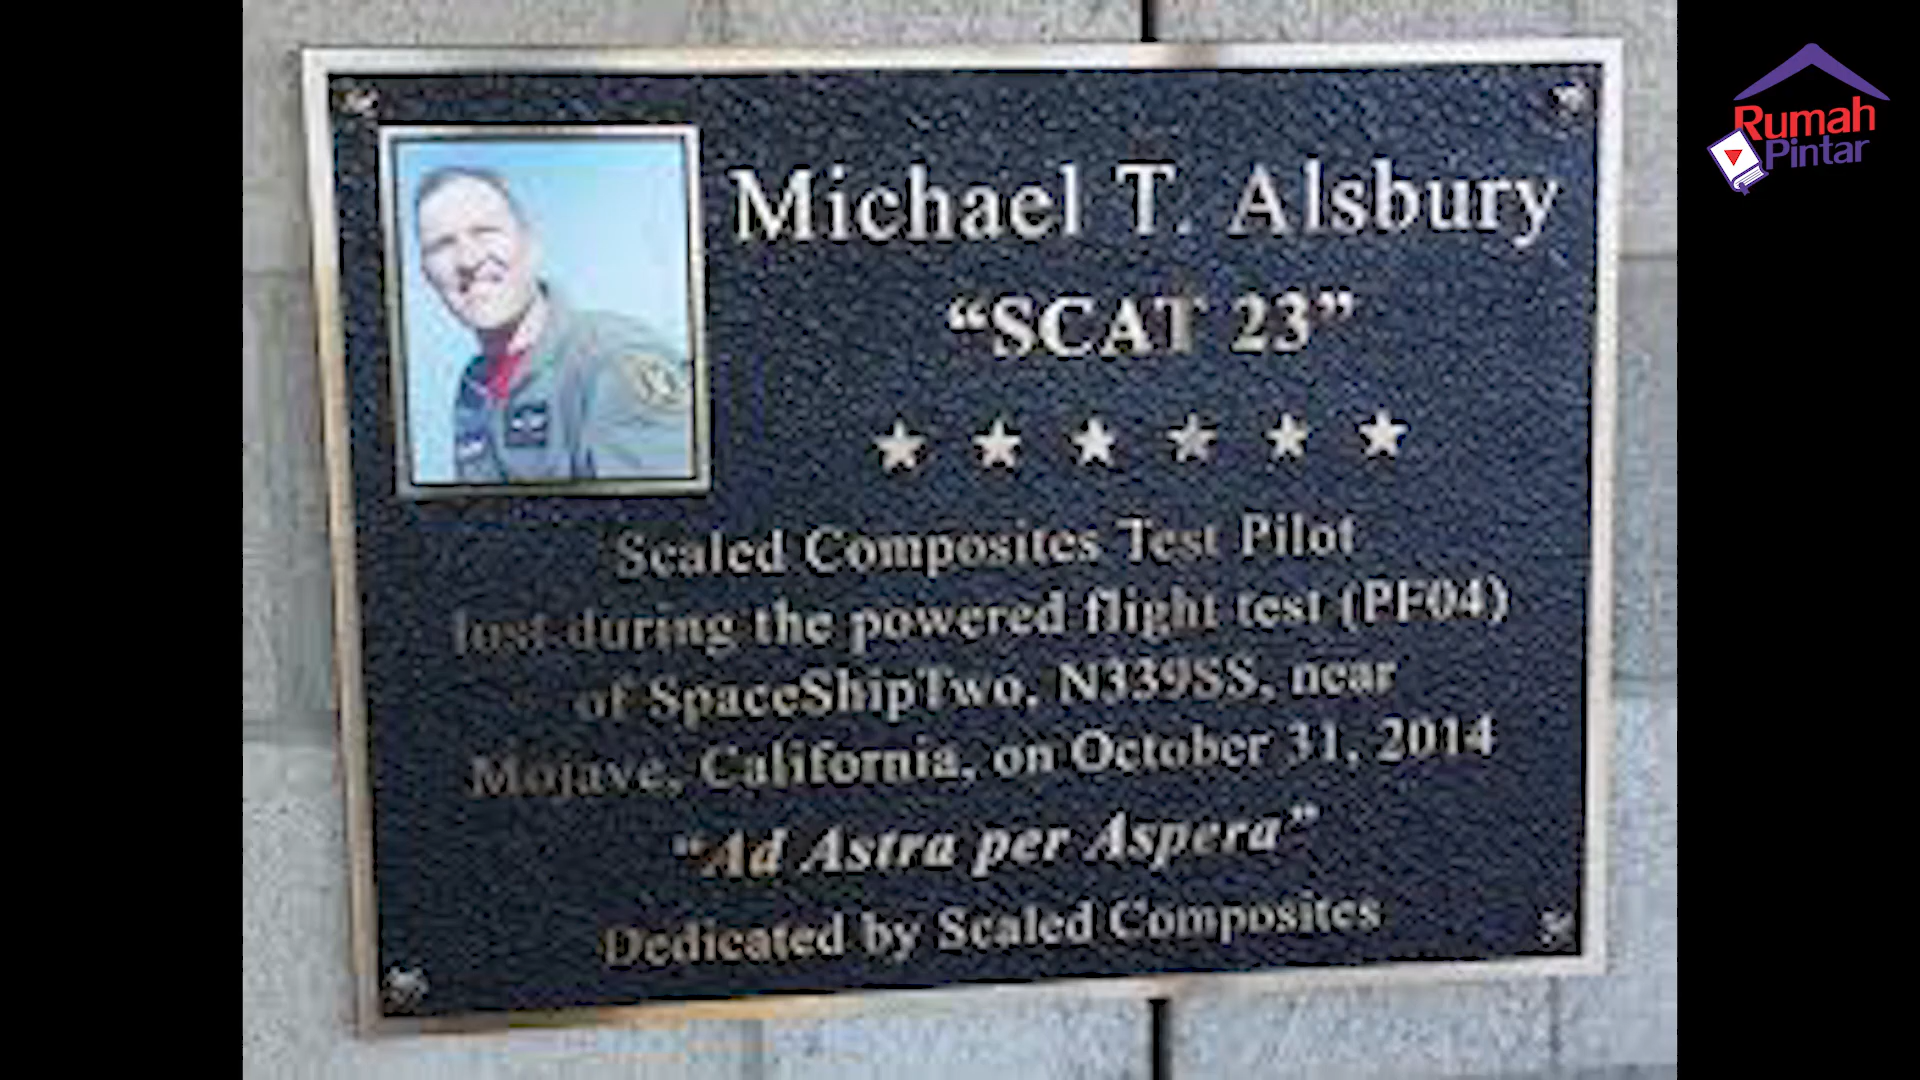 Michael T. Alsbury
“SCAT 23”
Scaled Composites Test Pilot
lost during the powered flight test (PF04)
of SpaceShipTwo, N339SS, near
Mojave, California, on October 31, 2014
“Ad Astra per Aspera”
Dedicated by Scaled Composites
Rumah
Pintar